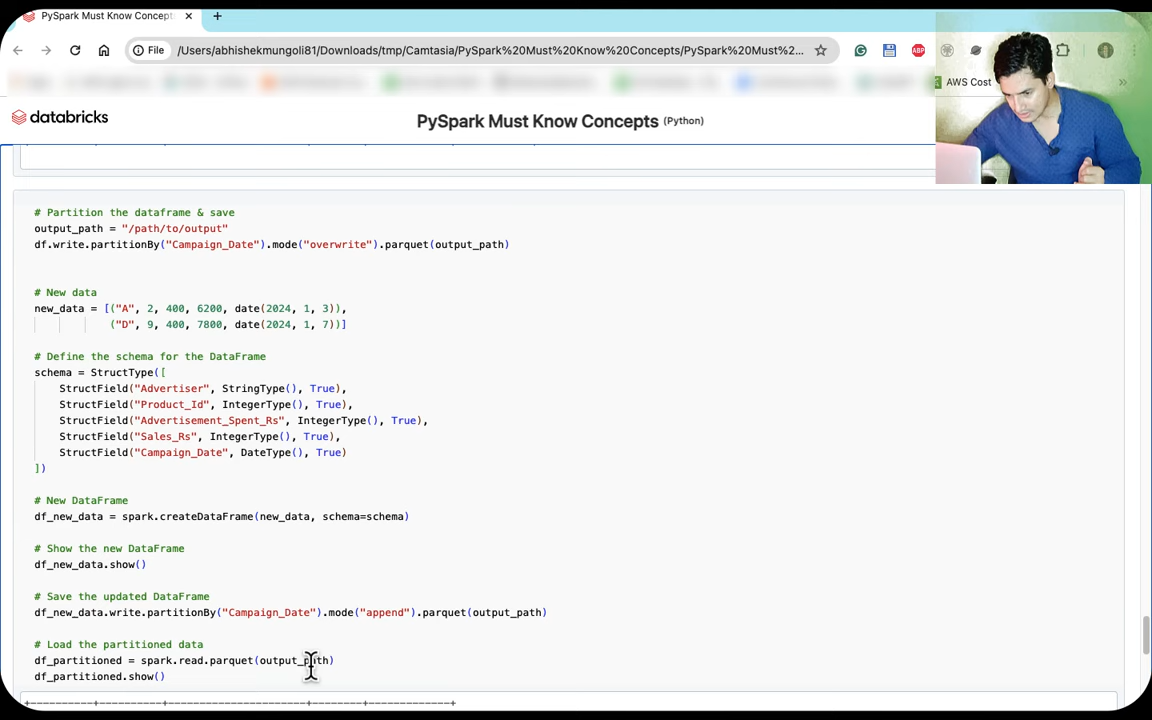 PySpark Must Know Concept
File
/Users/abhishekmungoli81/Downloads/tmp/Camtasia/PySpark%20Must%20Know%20Concepts/PySpark%20Must%2...
ABP
AWS Cost
databricks
PySpark Must Know Concepts (Python)
# Partition the dataframe & save
output_path = "/path/to/output"
df.write.partitionBy("Campaign_Date").mode("overwrite").parquet(output_path)
# New data
new_data = [("A", 2, 400, 6200, date(2024, 1, 3)),
("D", 9, 400, 7800, date(2024, 1, 7))]
# Define the schema for the DataFrame
schema = StructType([
StructField("Advertiser", StringType(), True),
StructField("Product_Id", IntegerType(), True),
StructField("Advertisement_Spent_Rs", IntegerType(), True),
StructField("Sales_Rs", IntegerType(), True),
StructField("Campaign_Date", DateType(), True)
])
# New DataFrame
df_new_data = spark.createDataFrame(new_data, schema=schema)
# Show the new DataFrame
df_new_data.show()
# Save the updated DataFrame
df_new_data.write.partitionBy("Campaign_Date").mode("append").parquet(output_path)
# Load the partitioned data
df_partitioned = spark.read.parquet(output_path)
df_partitioned.show()
+----------+----------+----------------------+--------+-------------+